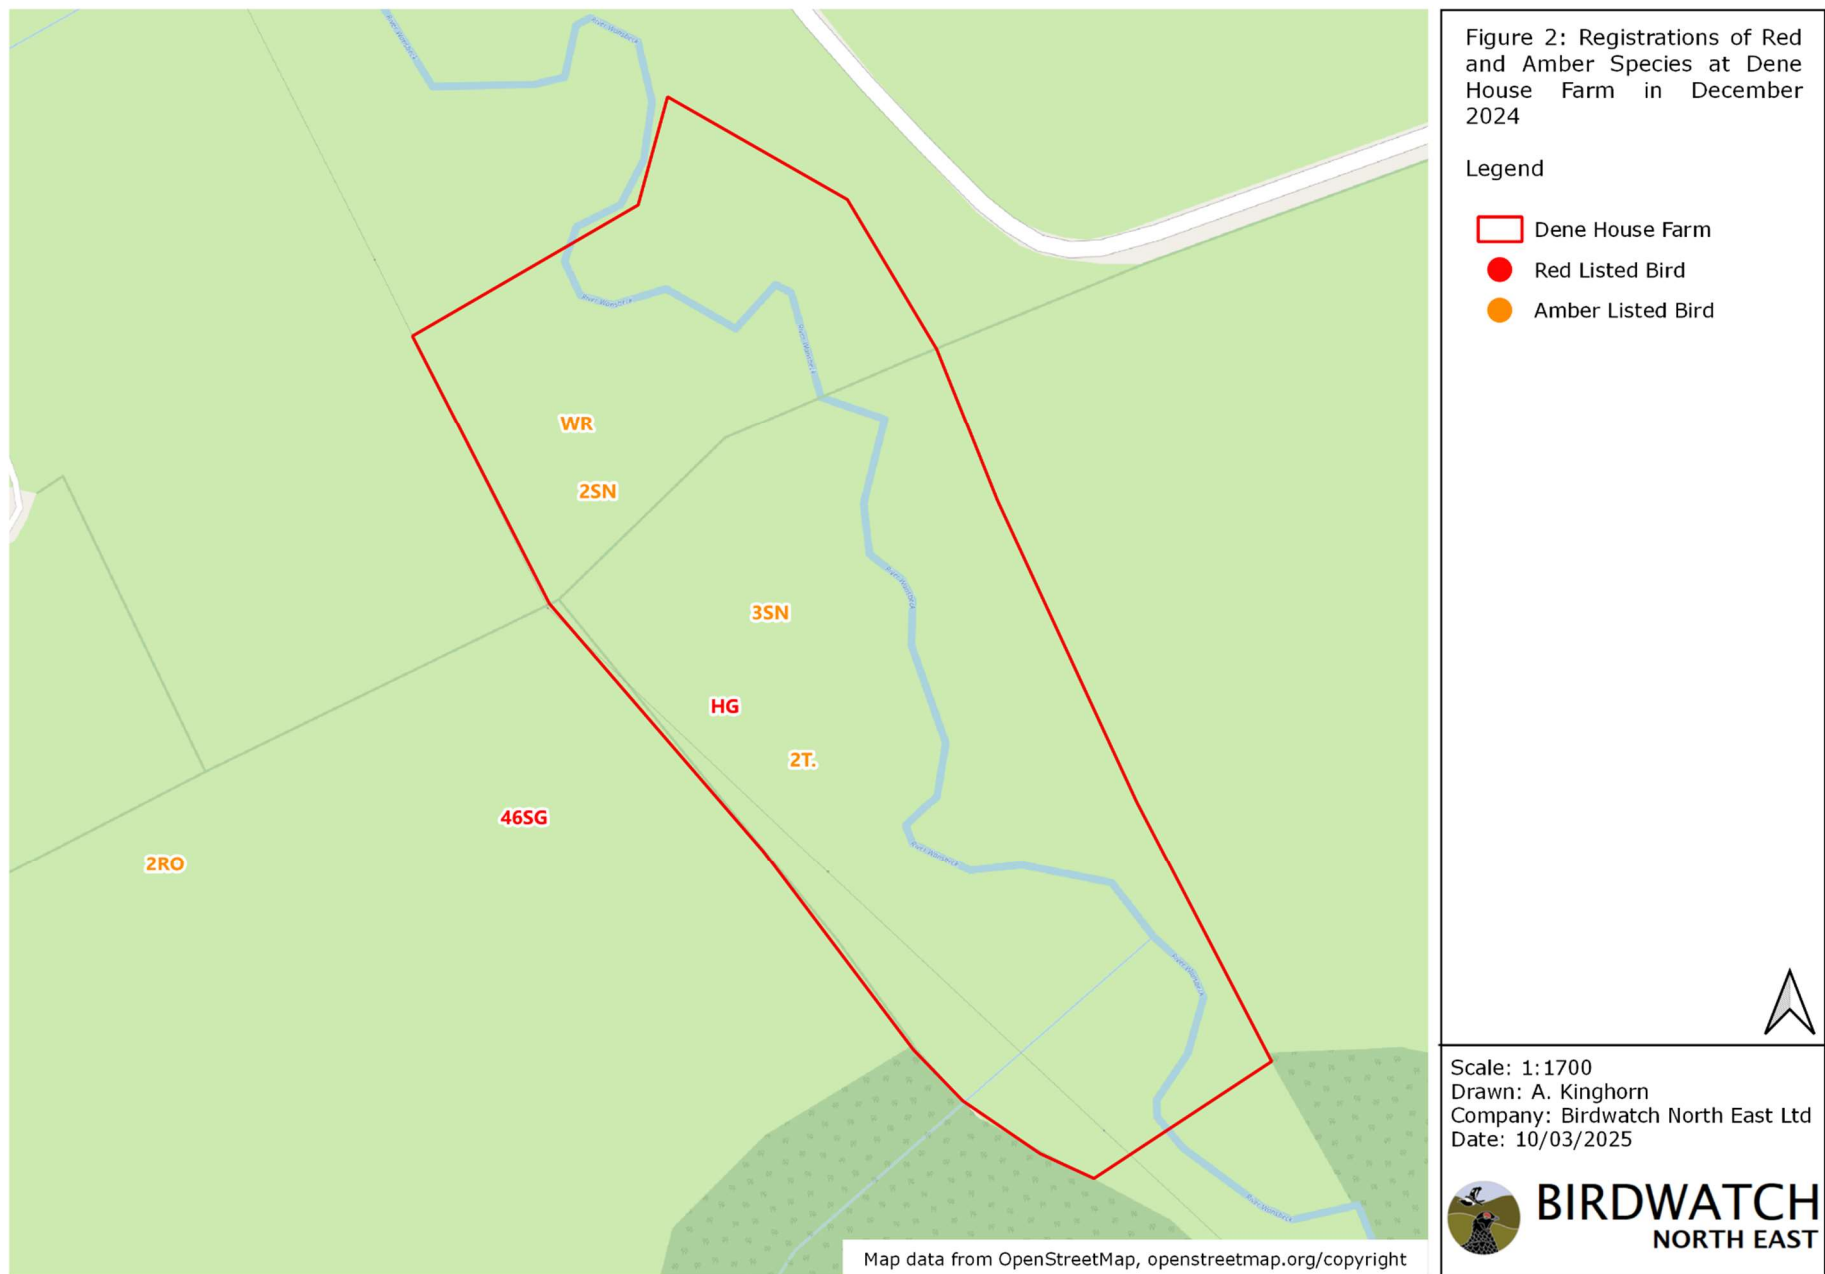 Figure 2: Registrations of Red
and Amber Species at Dene
House Farm in December
2024
Legend
Dene House Farm
Red Listed Bird
Amber Listed Bird
WR
2SN
3SN
HG
2T.
46SG
2RO
Scale: 1:1700
Drawn: A. Kinghorn
Company: Birdwatch North East Ltd
Date: 10/03/2025
BIRDWATCH
NORTH EAST
Map data from OpenStreetMap, openstreetmap.org/copyright